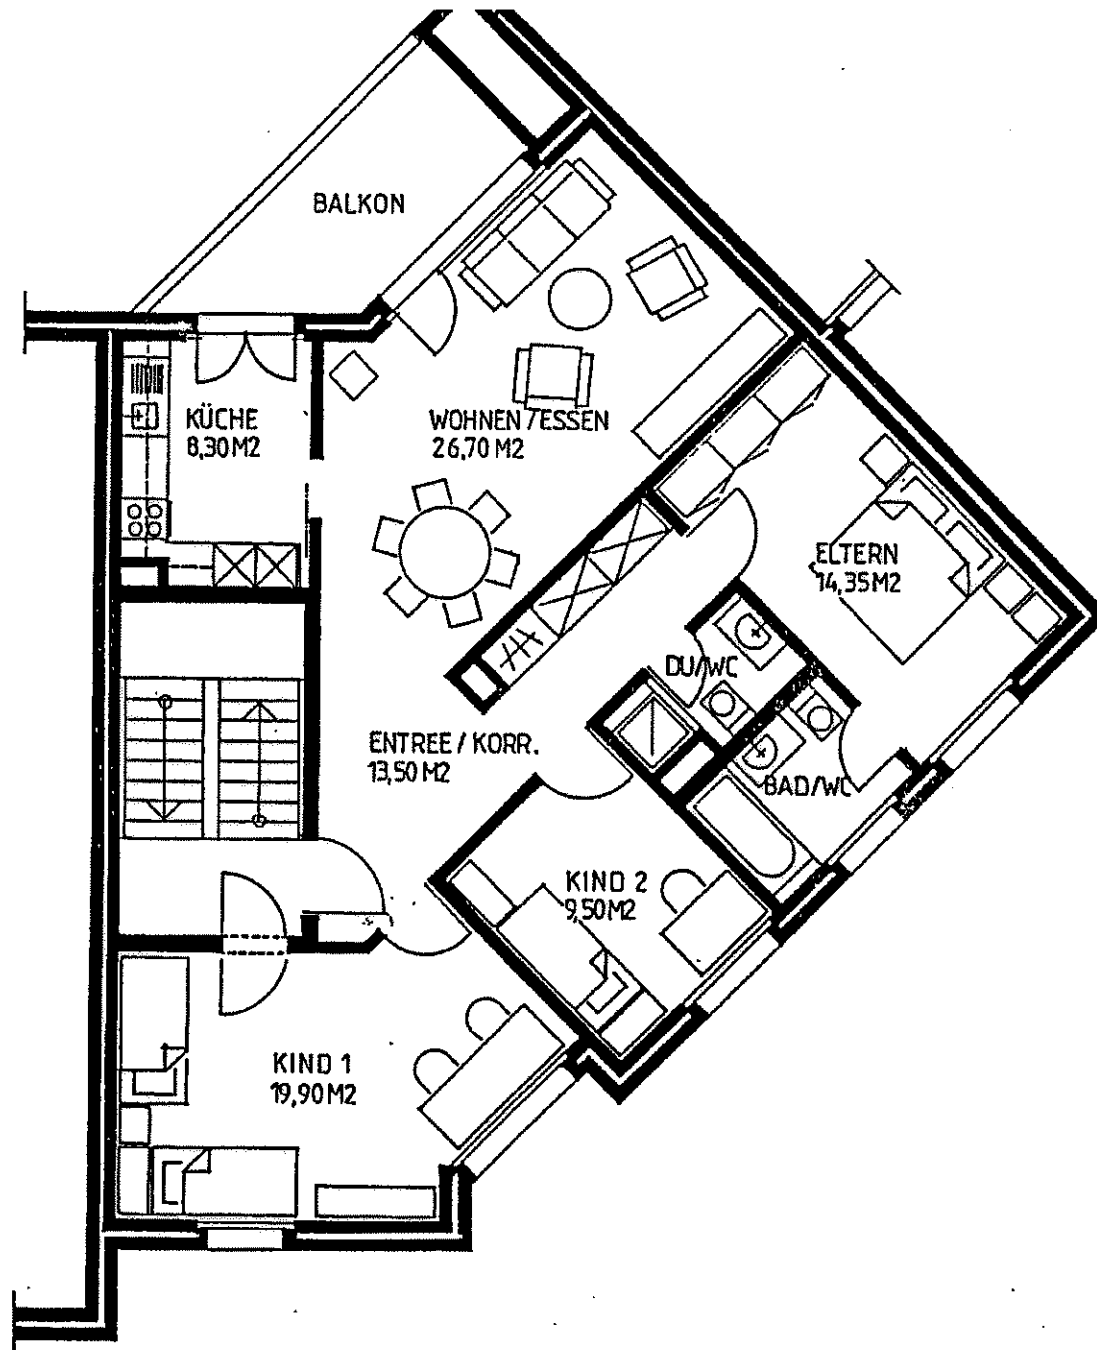 BALKON
KÜCHE
8,30 M2
WOHNEN / ESSEN
26,70 M2
ELTERN
14,35 M2
DU/WC
ENTREE / KORR.
13,50 M2
BAD/WC
KIND 2
9,50 M2
KIND 1
19,90 M2